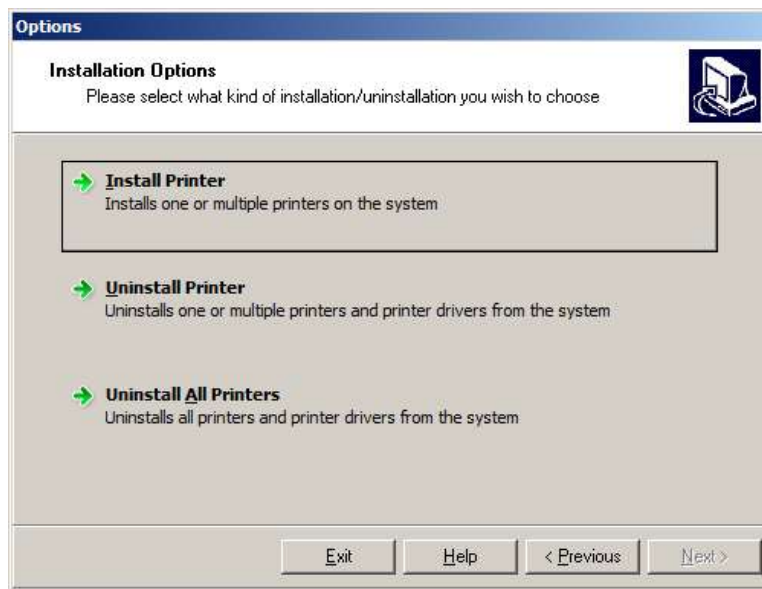 Options
Installation Options
Please select what kind of installation/uninstallation you wish to choose
Install Printer
Installs one or multiple printers on the system
Uninstall Printer
Uninstalls one or multiple printers and printer drivers from the system
Uninstall All Printers
Uninstalls all printers and printer drivers from the system
Exit Help < Previous Next >